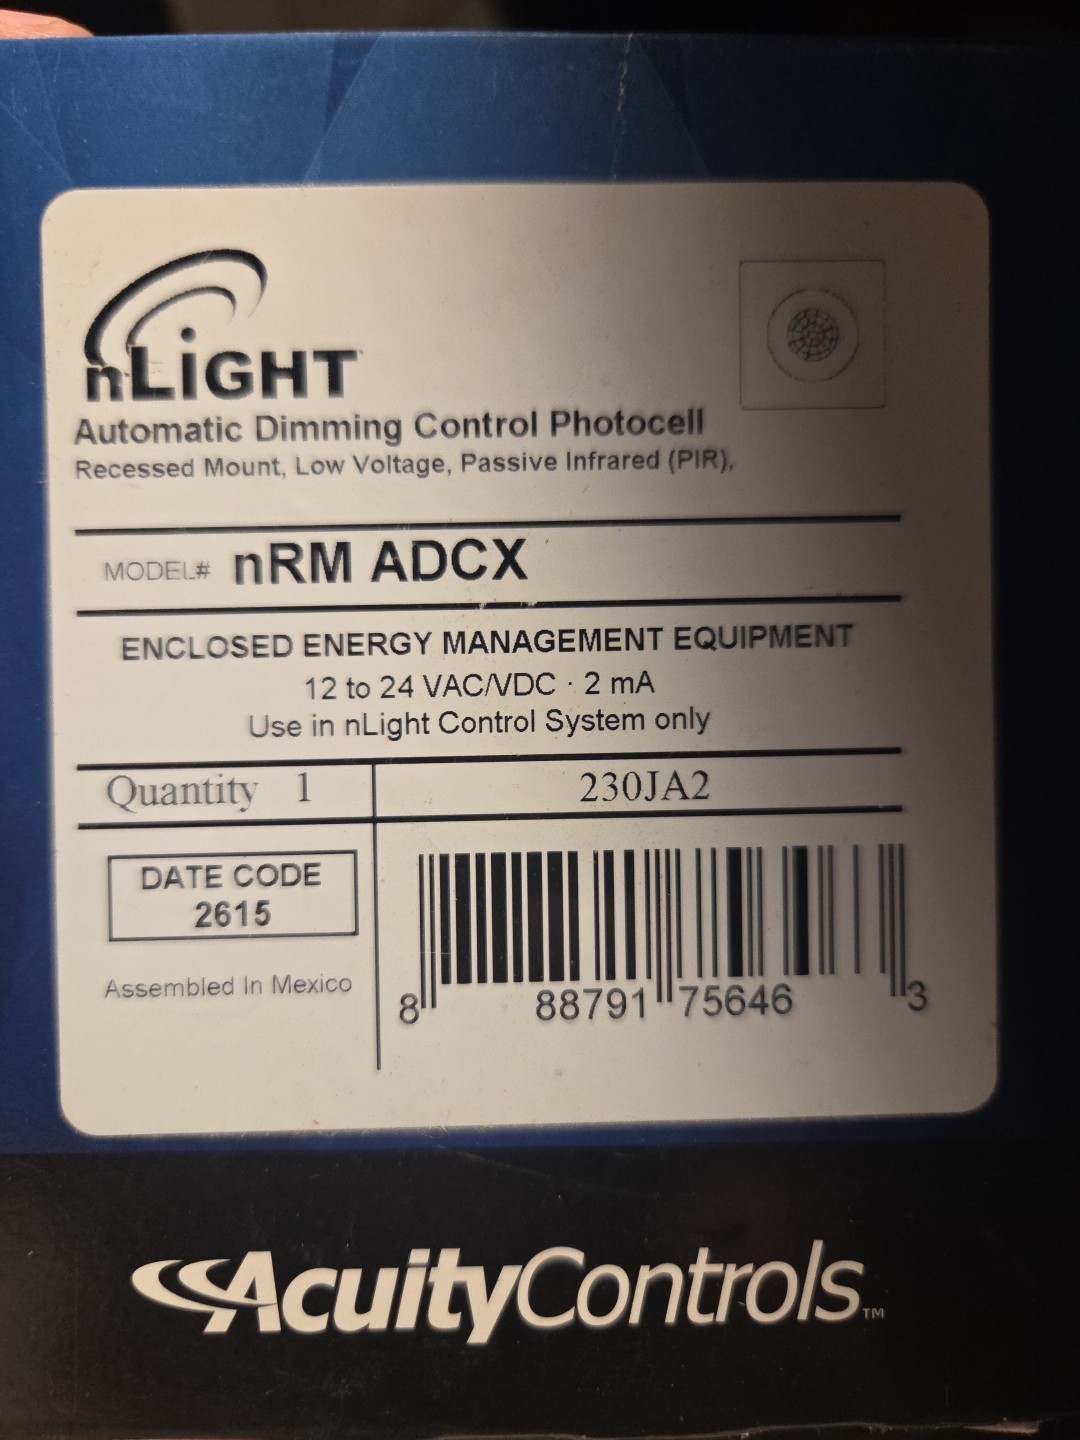 nLiGHT
Automatic Dimming Control Photocell
Recessed Mount, Low Voltage, Passive Infrared (PIR),
MODEL# nRM ADCX
ENCLOSED ENERGY MANAGEMENT EQUIPMENT
12 to 24 VAC/VDC · 2 mA
Use in nLight Control System only
Quantity 1
230JA2
DATE CODE
2615
Assembled In Mexico
8 88791 75646 3
AcuityControls™